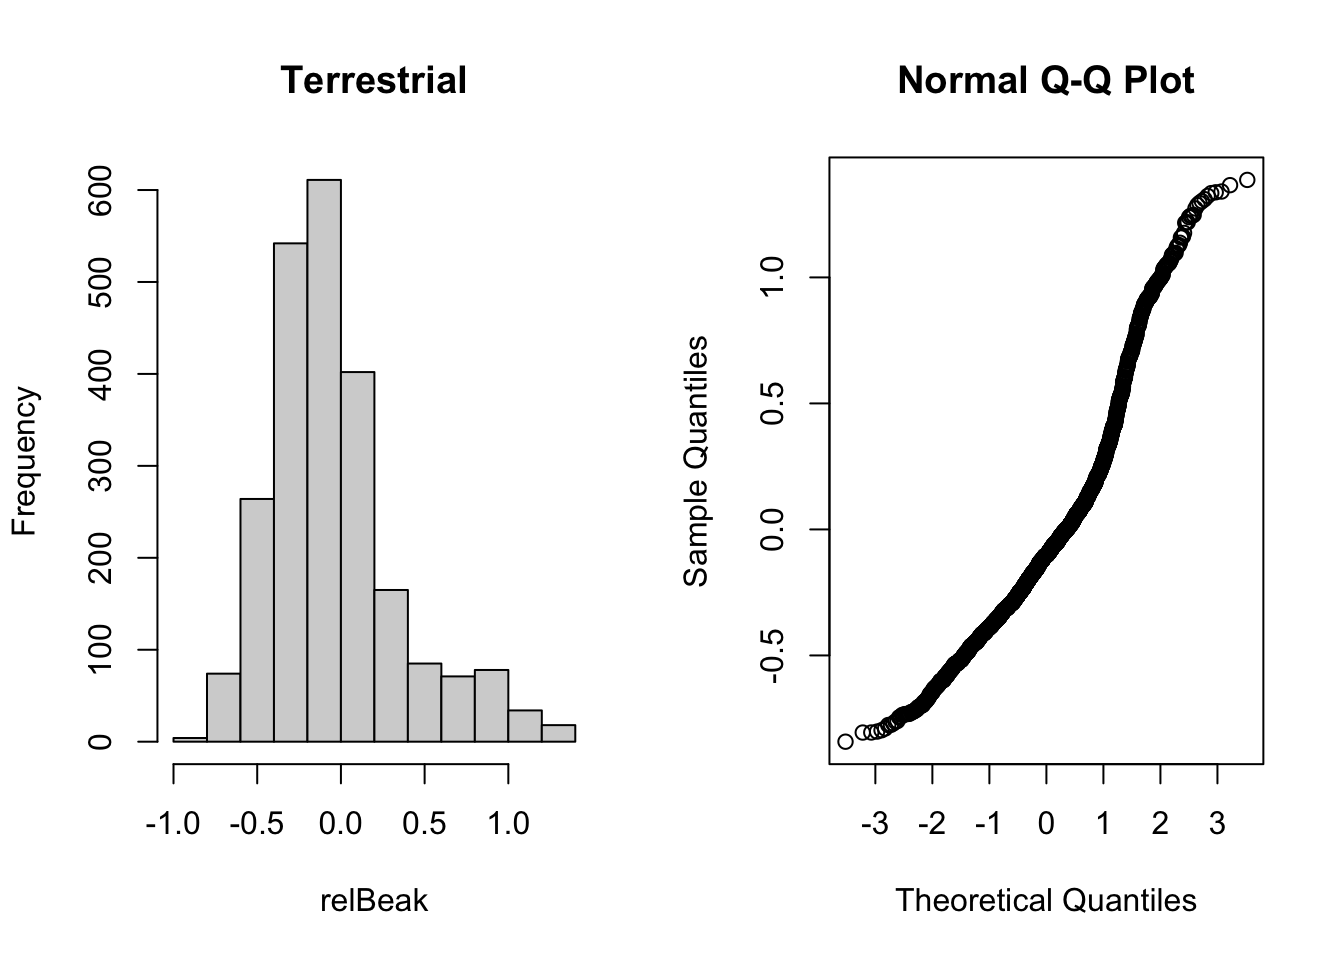 Terrestrial
Frequency
0
100
200
300
400
500
600
-1.0 -0.5 0.0 0.5 1.0
relBeak
Normal Q-Q Plot
Sample Quantiles
-0.5
0.0
0.5
1.0
-3 -2 -1 0 1 2 3
Theoretical Quantiles